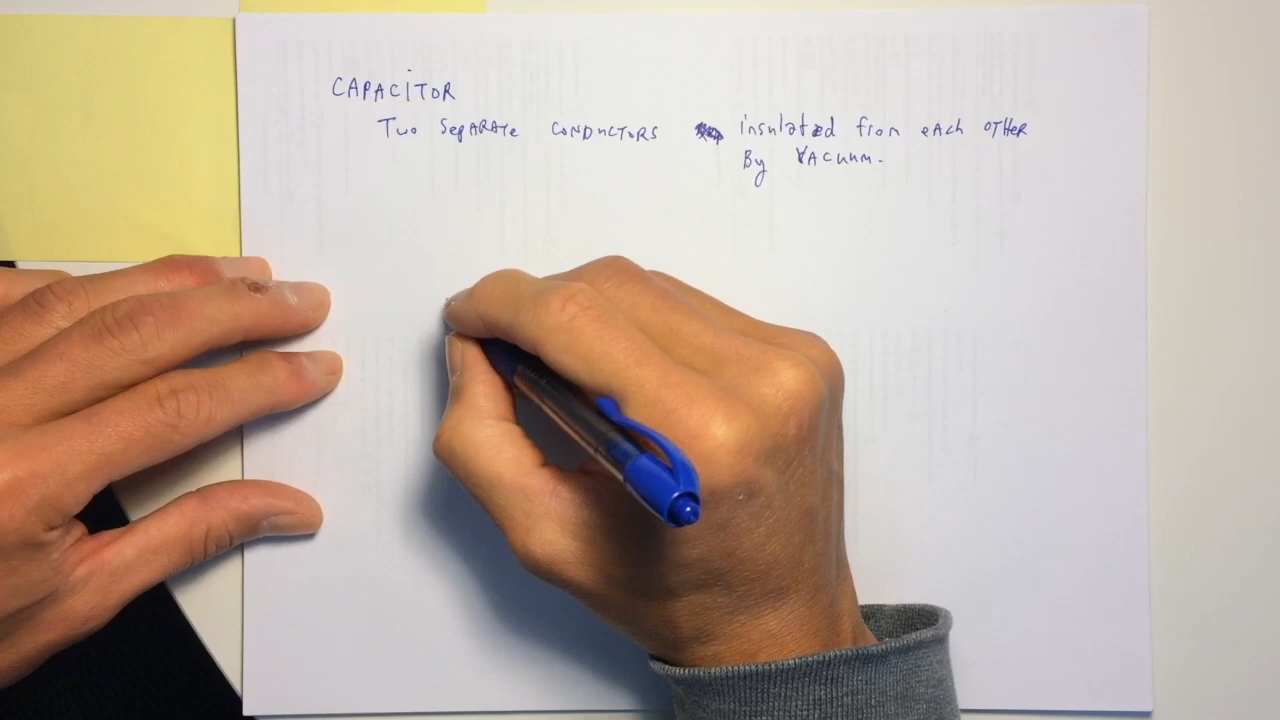 CAPACITOR
Two Separate conductors insulated from each other
By Vacuum.